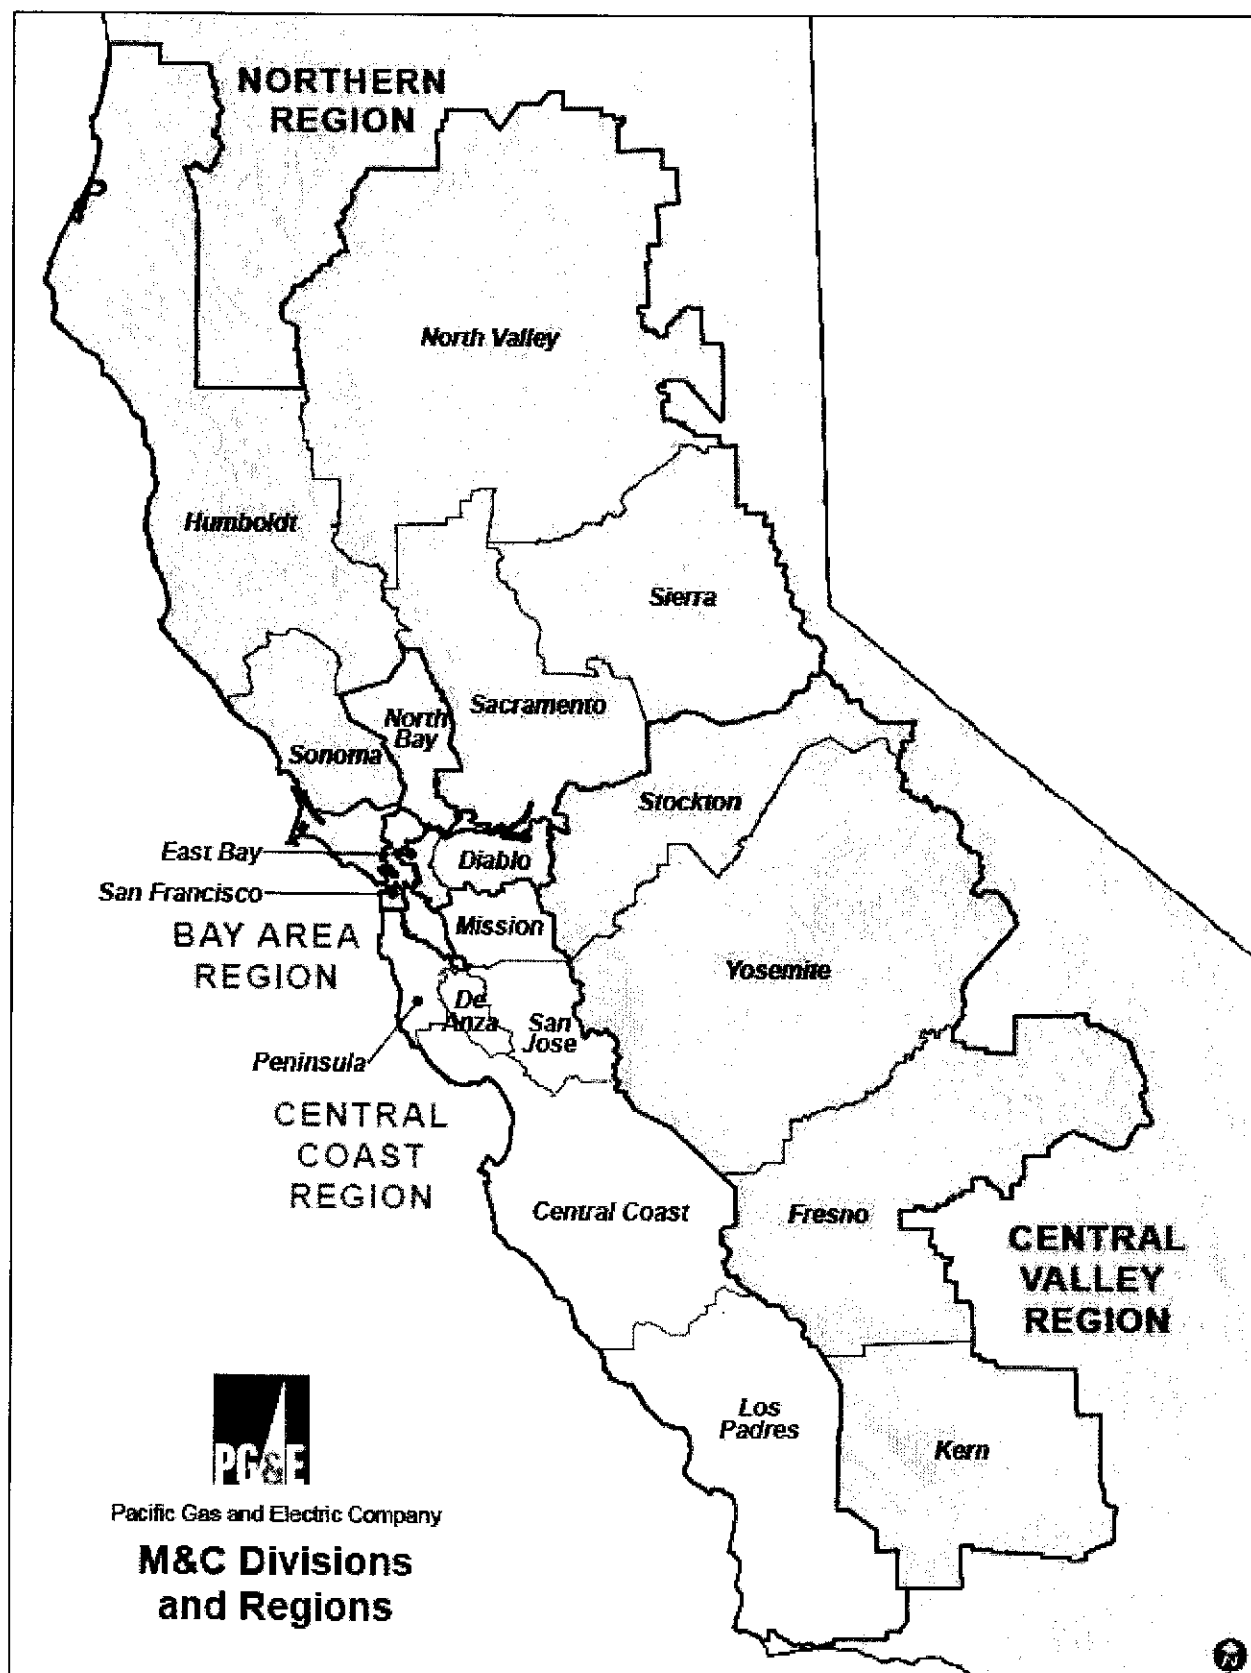 NORTHERN
REGION
North Valley
Humboldt
Sierra
Sacramento
North
Bay
Sonoma
Stockton
East Bay
Diablo
San Francisco
Mission
BAY AREA
REGION
Yosemite
De
Anza
San
Jose
Peninsula
CENTRAL
COAST
REGION
Central Coast
Fresno
CENTRAL
VALLEY
REGION
Los
Padres
Kern
PG&E
Pacific Gas and Electric Company
M&C Divisions
and Regions